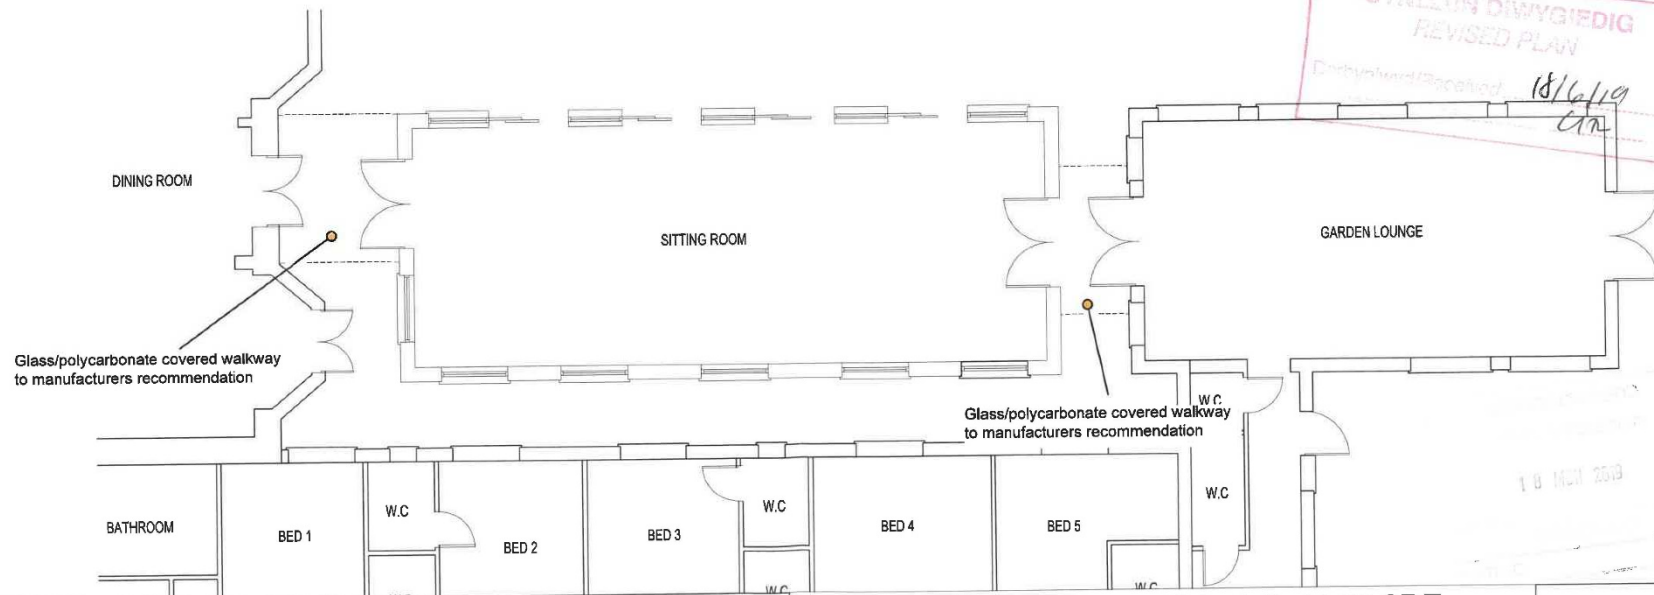 DIWYGIEDIG
REVISED PLAN
18/6/19
DINING ROOM
SITTING ROOM
GARDEN LOUNGE
Glass/polycarbonate covered walkway
to manufacturers recommendation
Glass/polycarbonate covered walkway
to manufacturers recommendation
W.C
W.C
W.C
W.C
BATHROOM
BED 1
BED 2
BED 3
BED 4
BED 5
W.C
W.C